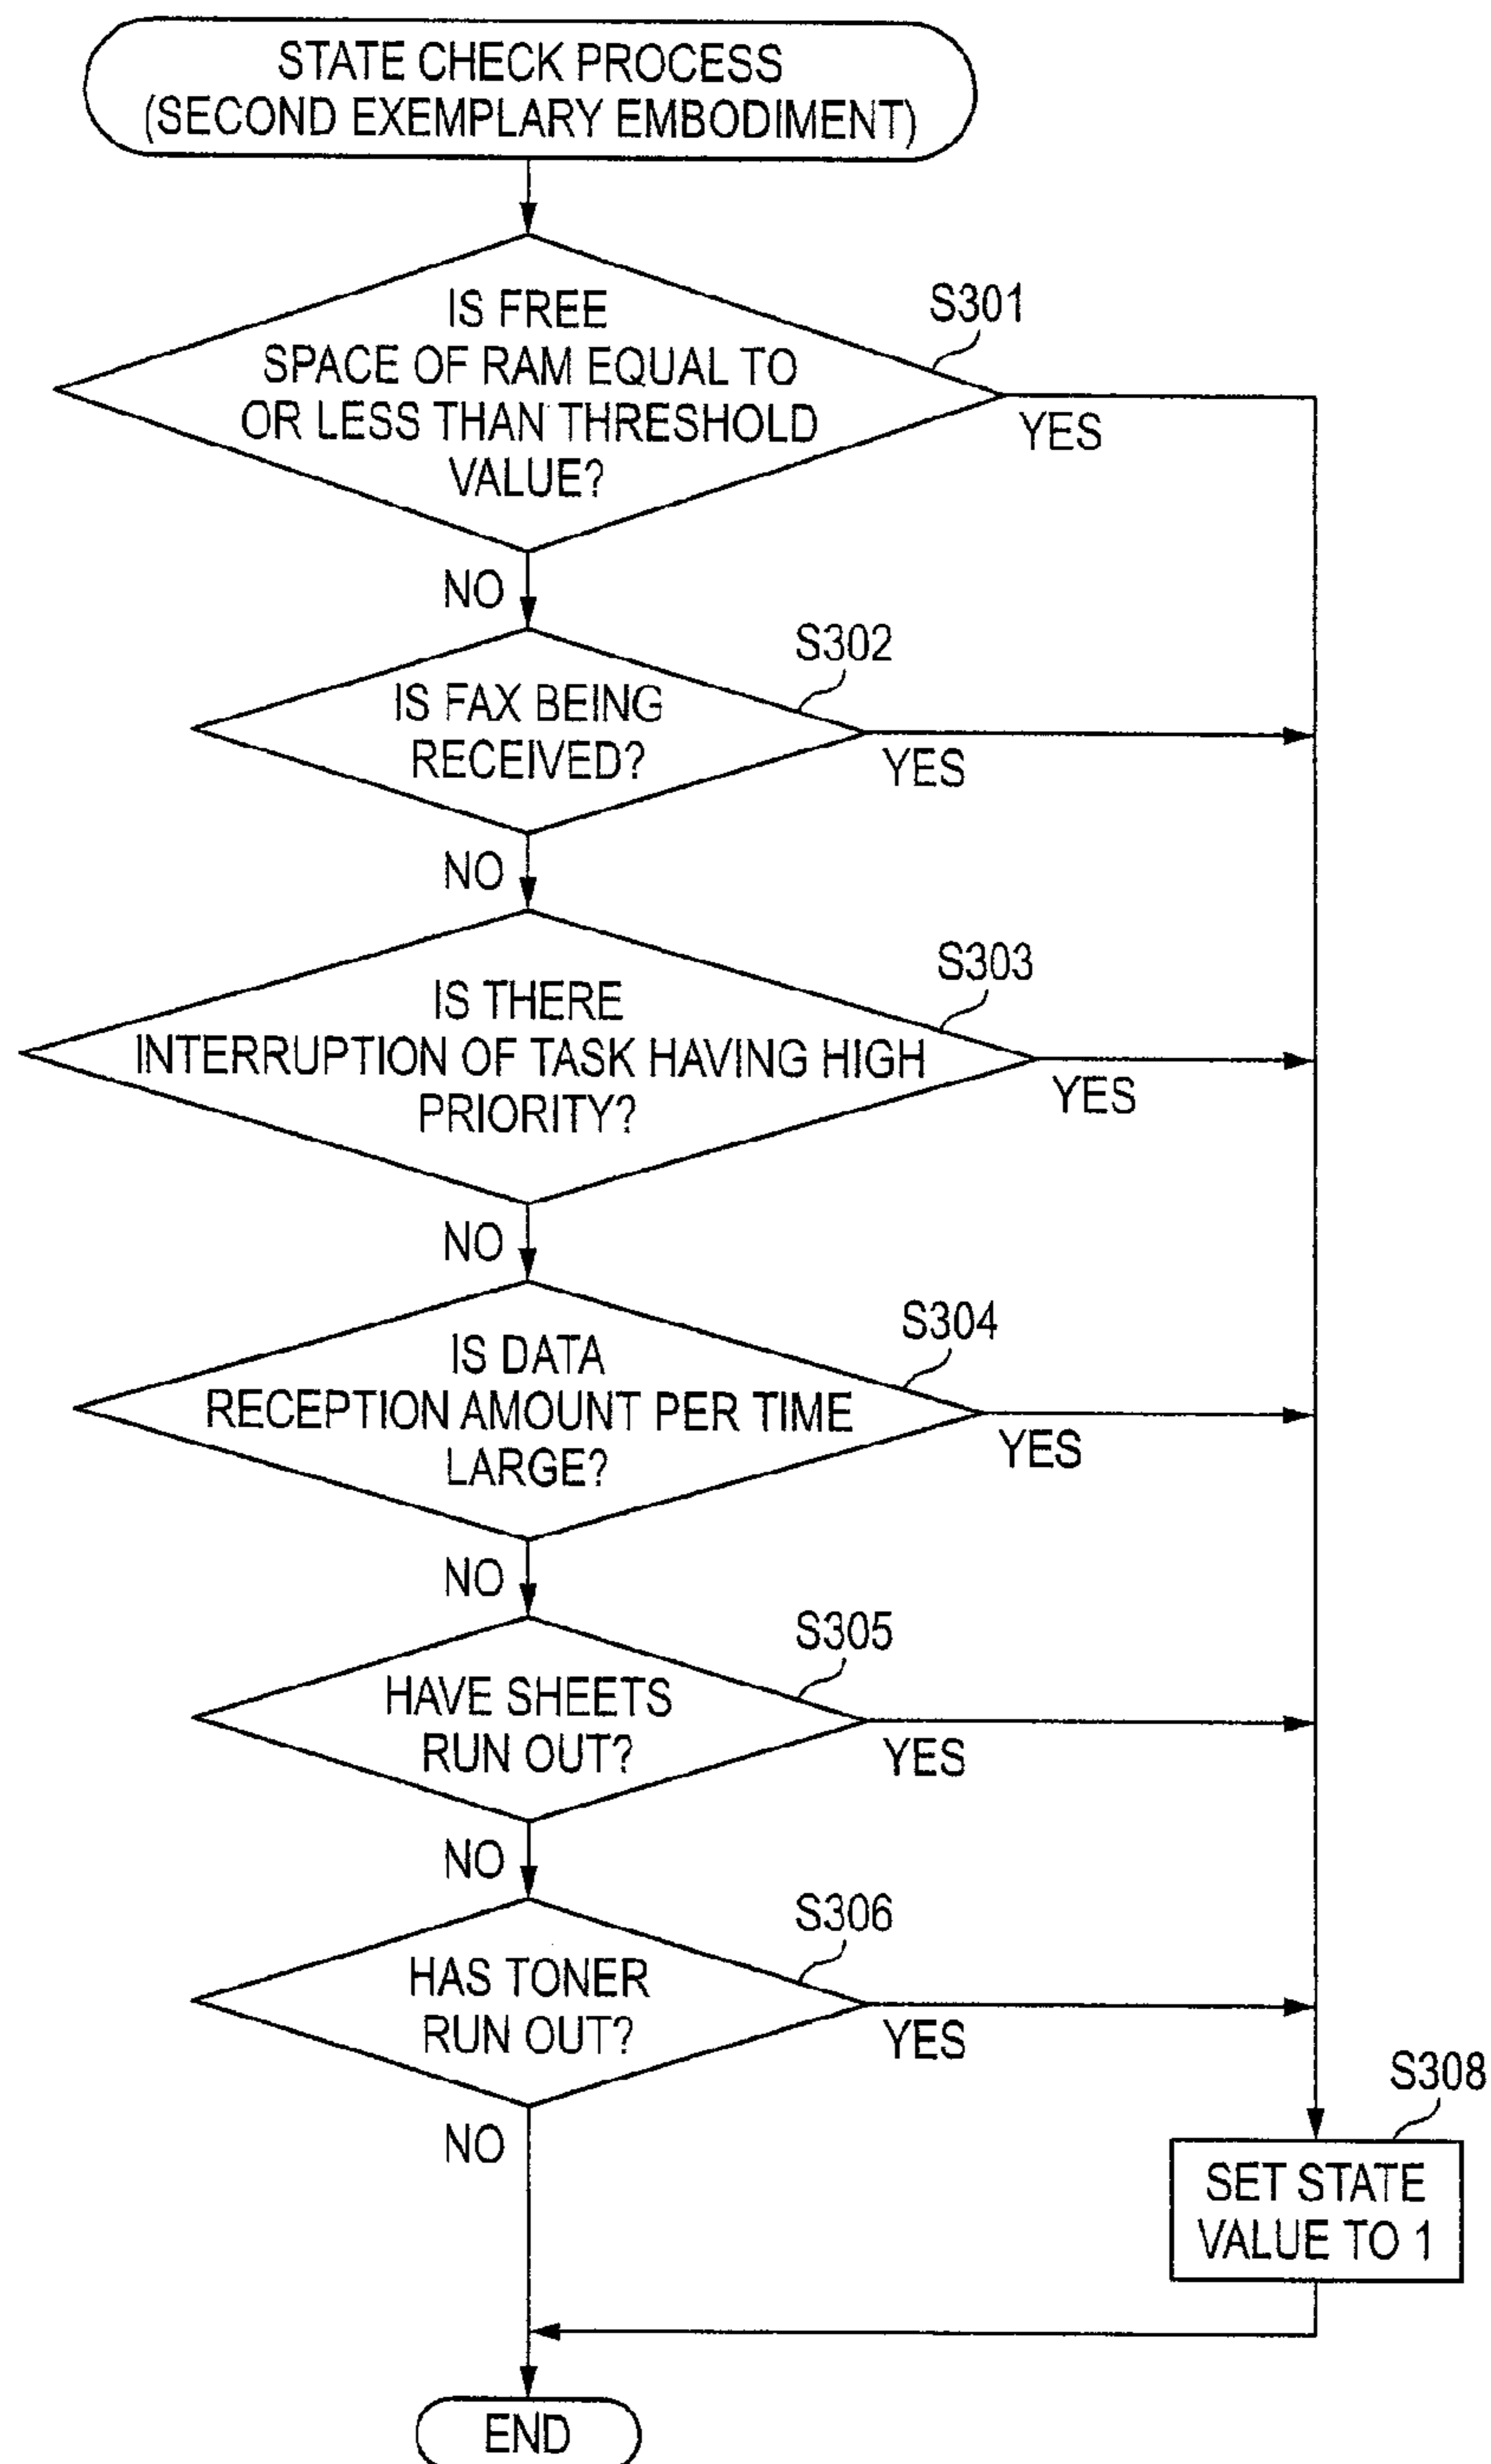 STATE CHECK PROCESS
(SECOND EXEMPLARY EMBODIMENT)
IS FREE
SPACE OF RAM EQUAL TO
OR LESS THAN THRESHOLD
VALUE?
S301
YES
NO
IS FAX BEING
RECEIVED?
S302
YES
NO
IS THERE
INTERRUPTION OF TASK HAVING HIGH
PRIORITY?
S303
YES
NO
IS DATA
RECEPTION AMOUNT PER TIME
LARGE?
S304
YES
NO
HAVE SHEETS
RUN OUT?
S305
YES
NO
HAS TONER
RUN OUT?
S306
YES
NO
S308
SET STATE
VALUE TO 1
END